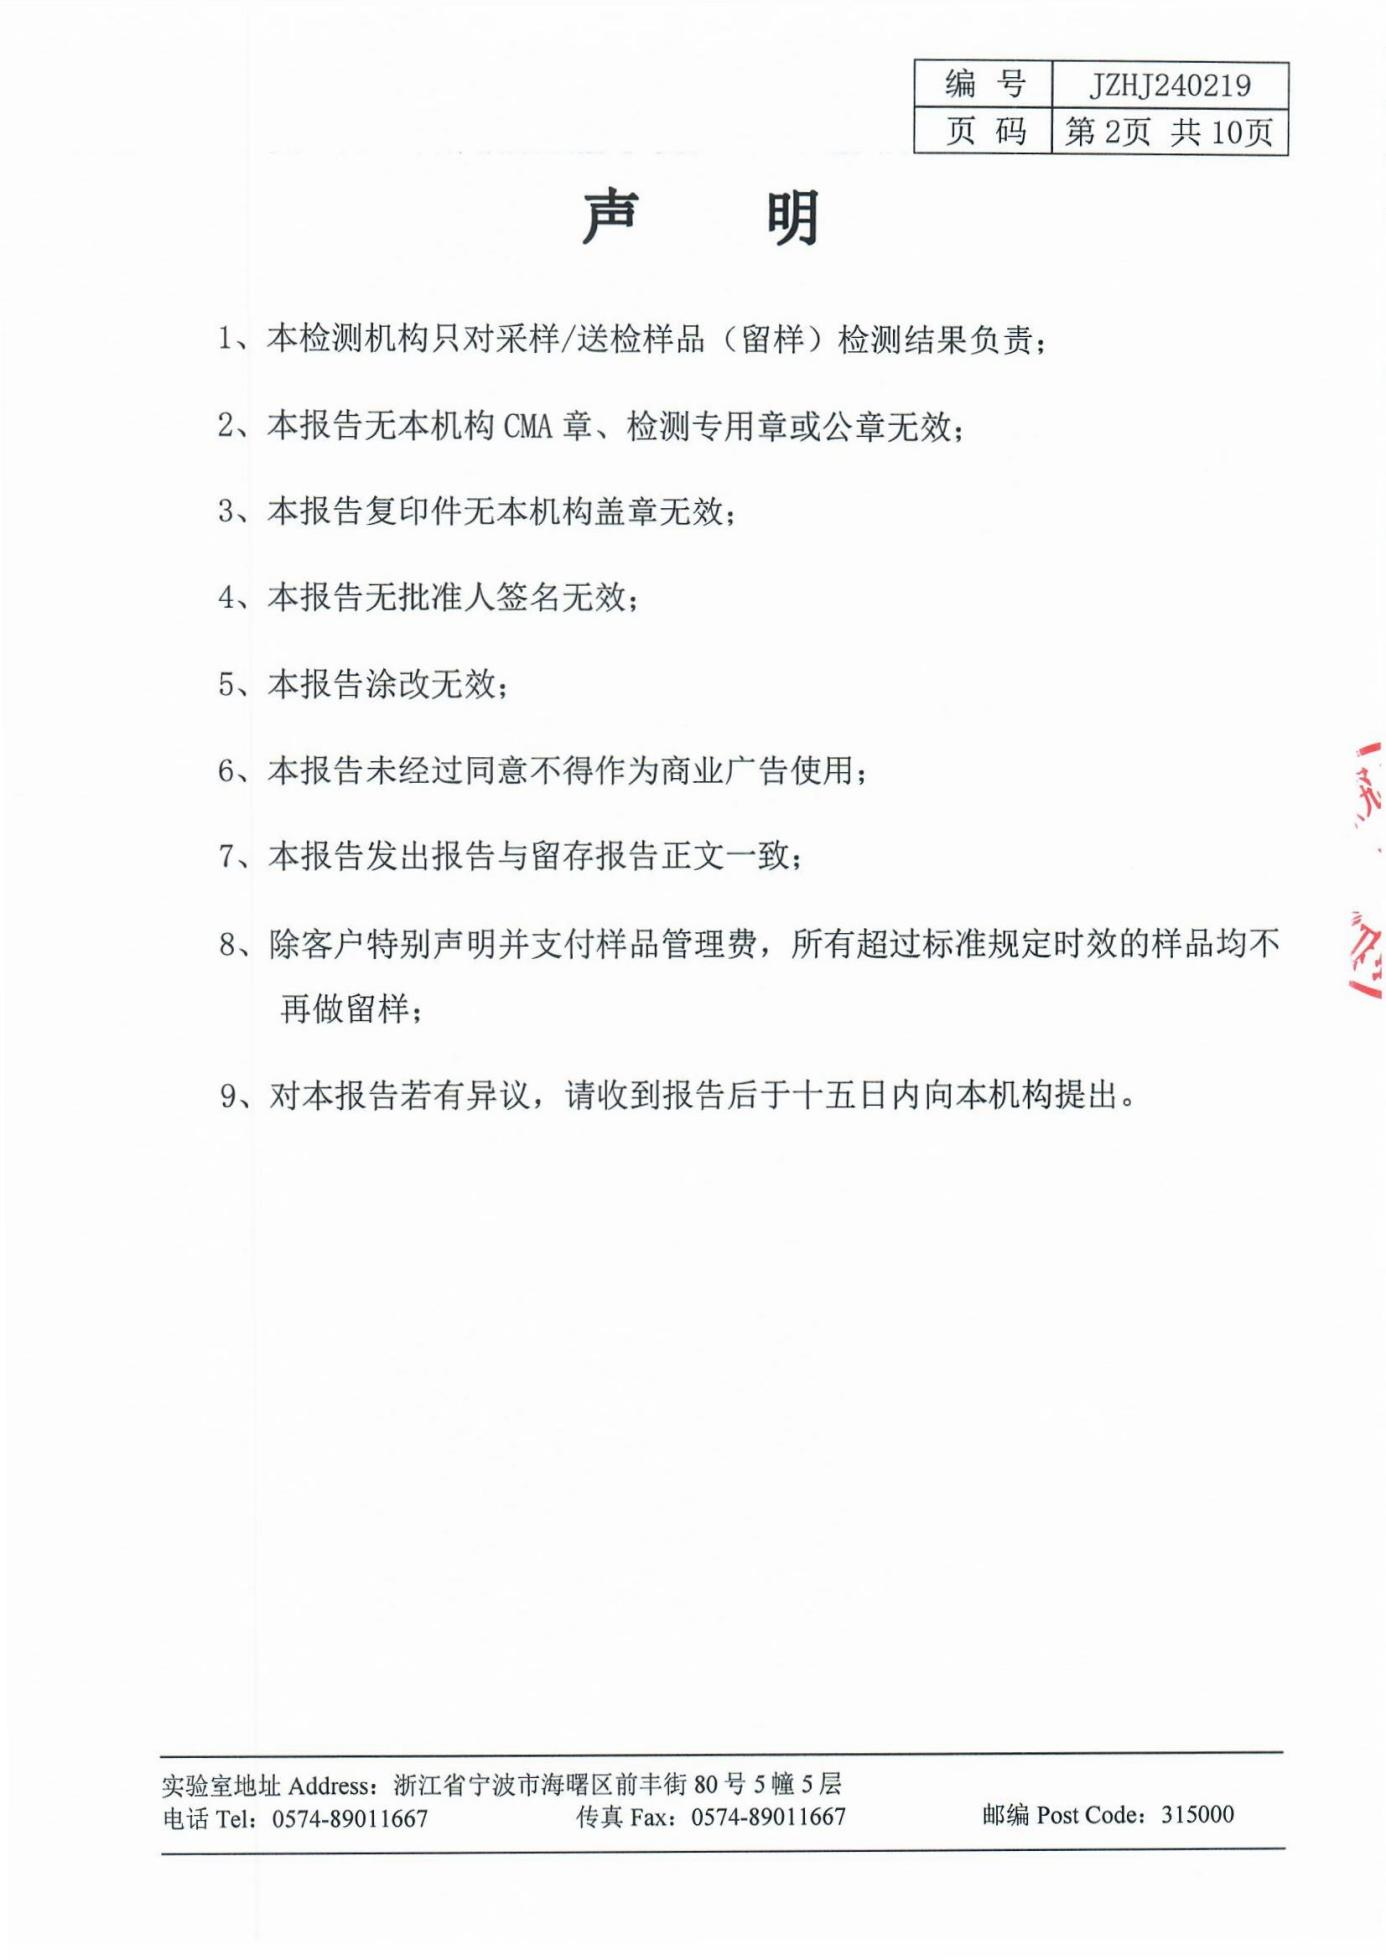 编 号 JZHJ240219
页 码 第 2页 共 10页
声 明
1、本检测机构只对采样/送检样品（留样）检测结果负责；
2、本报告无本机构 CMA 章、检测专用章或公章无效；
3、本报告复印件无本机构盖章无效；
4、本报告无批准人签名无效；
5、本报告涂改无效；
6、本报告未经过同意不得作为商业广告使用；
7、本报告发出报告与留存报告正文一致；
8、除客户特别声明并支付样品管理费，所有超过标准规定时效的样品均不
再做留样；
9、对本报告若有异议，请收到报告后于十五日内向本机构提出。
实验室地址 Address：浙江省宁波市海曙区前丰街 80 号 5 幢 5 层
电话 Tel：0574-89011667 传真 Fax：0574-89011667 邮编 Post Code：315000